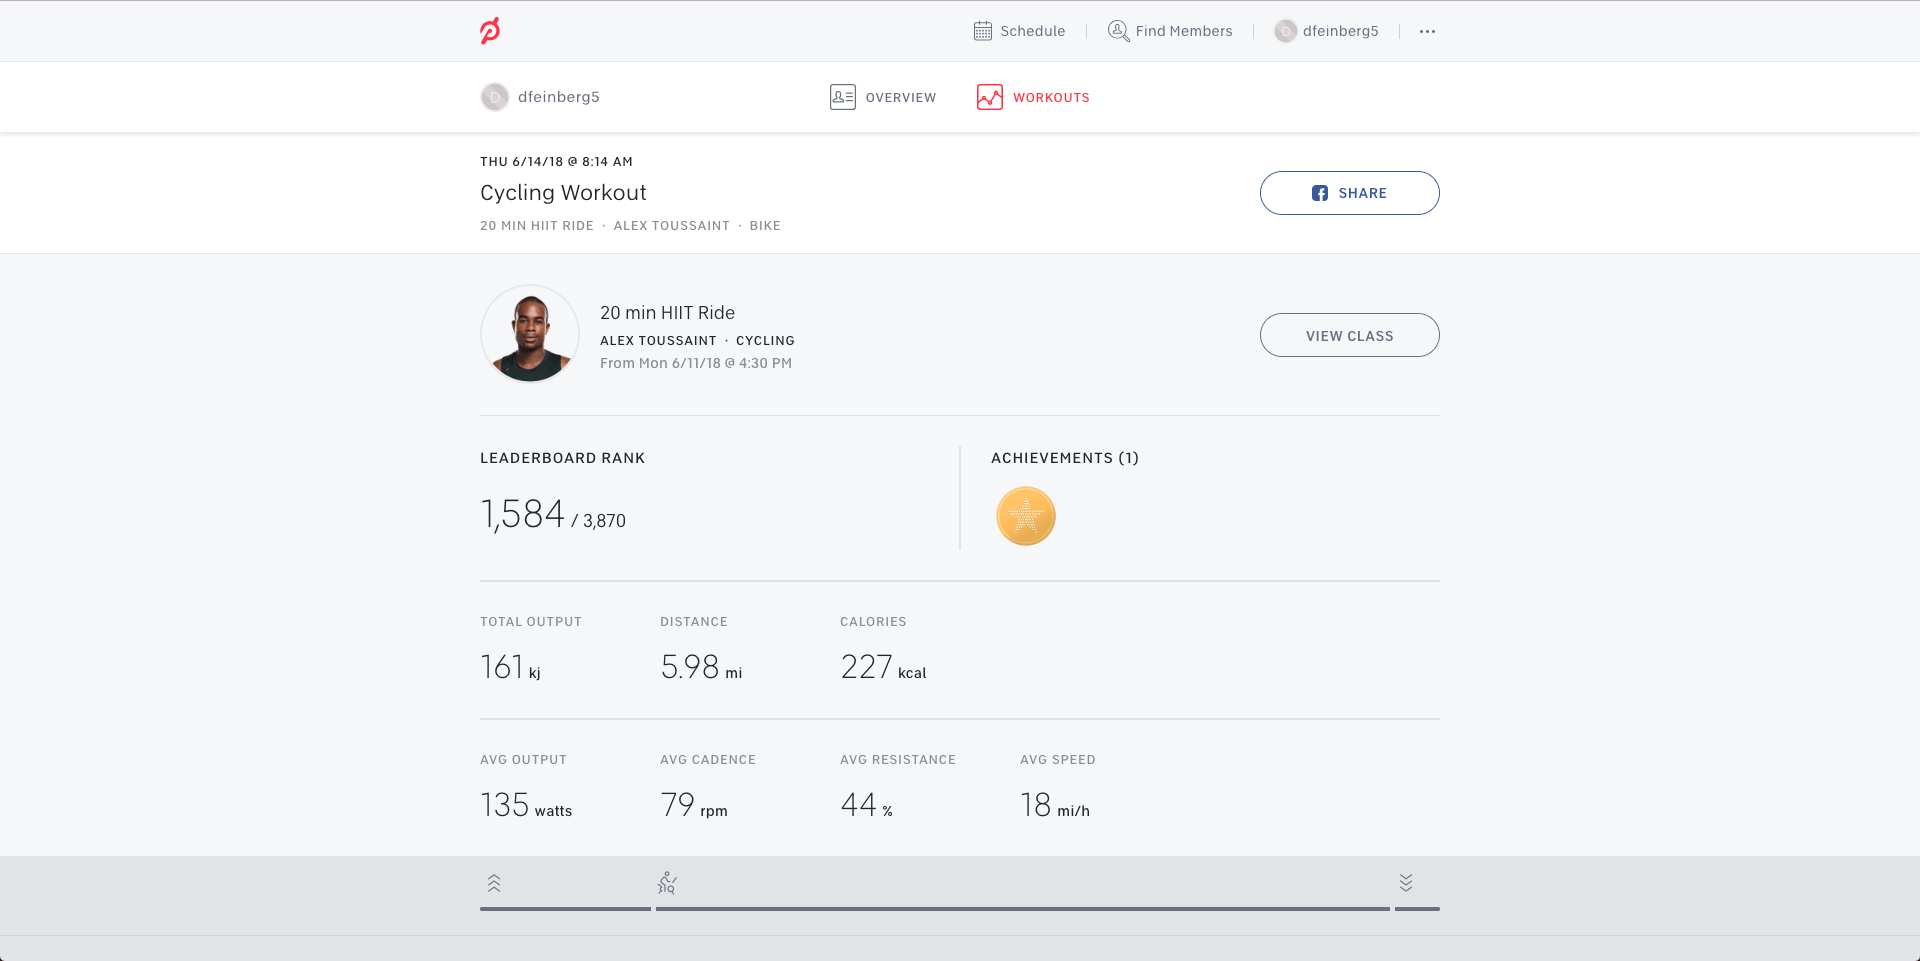 Schedule
Find Members
D dfeinberg5
D dfeinberg5
OVERVIEW
WORKOUTS
THU 6/14/18 @ 8:14 AM
Cycling Workout
20 MIN HIIT RIDE · ALEX TOUSSAINT · BIKE
SHARE
20 min HIIT Ride
ALEX TOUSSAINT · CYCLING
From Mon 6/11/18 @ 4:30 PM
VIEW CLASS
LEADERBOARD RANK
1,584 / 3,870
ACHIEVEMENTS (1)
TOTAL OUTPUT DISTANCE CALORIES
161 kj 5.98 mi 227 kcal
AVG OUTPUT AVG CADENCE AVG RESISTANCE AVG SPEED
135 watts 79 rpm 44 % 18 mi/h